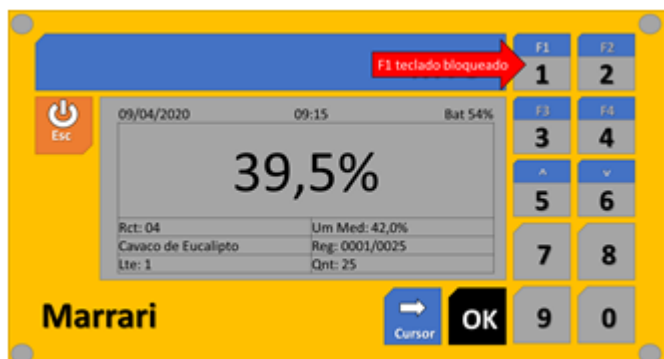 F1 F2
F1 teclado bloqueado
1 2
09/04/2020 09:15 Bat 54%
Esc
F3 F4
3 4
39,5%
^ v
5 6
Rct: 04 Um Med: 42,0%
Cavaco de Eucalipto Reg: 0001/0025
Lte: 1 Qnt: 25
7 8
Marrari
Cursor
OK
9 0